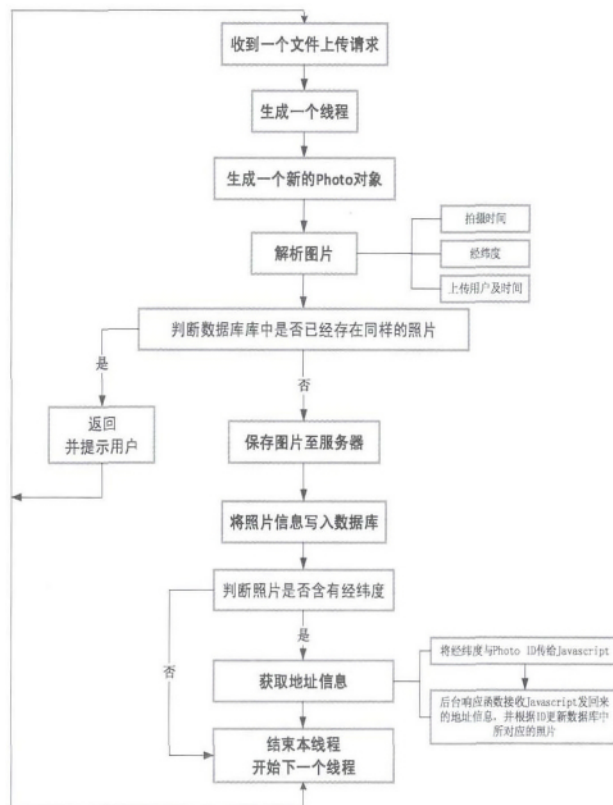 收到一个文件上传请求
生成一个线程
生成一个新的Photo对象
解析图片
拍摄时间
经纬度
上传用户及时间
判断数据库库中是否已经存在同样的照片
是
否
返回
并提示用户
保存图片至服务器
将照片信息写入数据库
判断照片是否含有经纬度
是
否
获取地址信息
将经纬度与Photo ID传给Javascript
后台响应函数接收Javascript发回来
的地址信息，并根据ID更新数据库中
所对应的照片
结束本线程
开始下一个线程